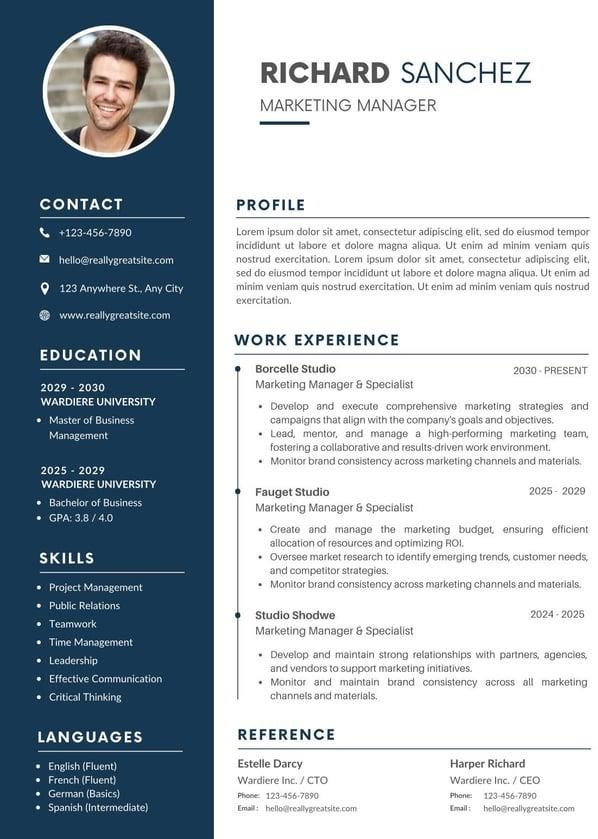 RICHARD SANCHEZ
MARKETING MANAGER
CONTACT
+123-456-7890
hello@reallygreatsite.com
123 Anywhere St., Any City
www.reallygreatsite.com
EDUCATION
2029 - 2030
WARDIERE UNIVERSITY
Master of Business
Management
2025 - 2029
WARDIERE UNIVERSITY
Bachelor of Business
GPA: 3.8 / 4.0
SKILLS
Project Management
Public Relations
Teamwork
Time Management
Leadership
Effective Communication
Critical Thinking
LANGUAGES
English (Fluent)
French (Fluent)
German (Basics)
Spanish (Intermediate)
PROFILE
Lorem ipsum dolor sit amet, consectetur adipiscing elit, sed do eiusmod tempor
incididunt ut labore et dolore magna aliqua. Ut enim ad minim veniam quis
nostrud exercitation. Lorem ipsum dolor sit amet, consectetur adipiscing elit,
sed do eiusmod tempor incididunt ut labore et dolore magna aliqua. Ut enim ad
minim veniam quis nostrud exercitation. Ut enim ad minim veniam quis nostrud
exercitation.
WORK EXPERIENCE
Borcelle Studio 2030 - PRESENT
Marketing Manager & Specialist
Develop and execute comprehensive marketing strategies and
campaigns that align with the company's goals and objectives.
Lead, mentor, and manage a high-performing marketing team,
fostering a collaborative and results-driven work environment.
Monitor brand consistency across marketing channels and materials.
Fauget Studio 2025 - 2029
Marketing Manager & Specialist
Create and manage the marketing budget, ensuring efficient
allocation of resources and optimizing ROI.
Oversee market research to identify emerging trends, customer needs,
and competitor strategies.
Monitor brand consistency across marketing channels and materials.
Studio Shodwe 2024 - 2025
Marketing Manager & Specialist
Develop and maintain strong relationships with partners, agencies,
and vendors to support marketing initiatives.
Monitor and maintain brand consistency across all marketing
channels and materials.
REFERENCE
Estelle Darcy
Wardiere Inc. / CTO
Phone: 123-456-7890
Email : hello@reallygreatsite.com
Harper Richard
Wardiere Inc. / CEO
Phone: 123-456-7890
Email : hello@reallygreatsite.com